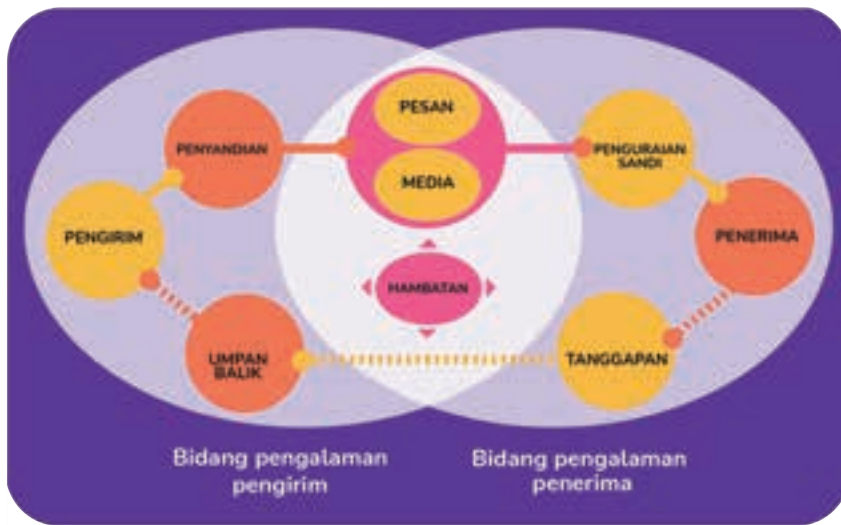 PESAN
PENYANDIAN
PENGURAIAN
SANDI
MEDIA
PENGIRIM
PENERIMA
HAMBATAN
UMPAN
BALIK
TANGGAPAN
Bidang pengalaman
pengirim
Bidang pengalaman
penerima